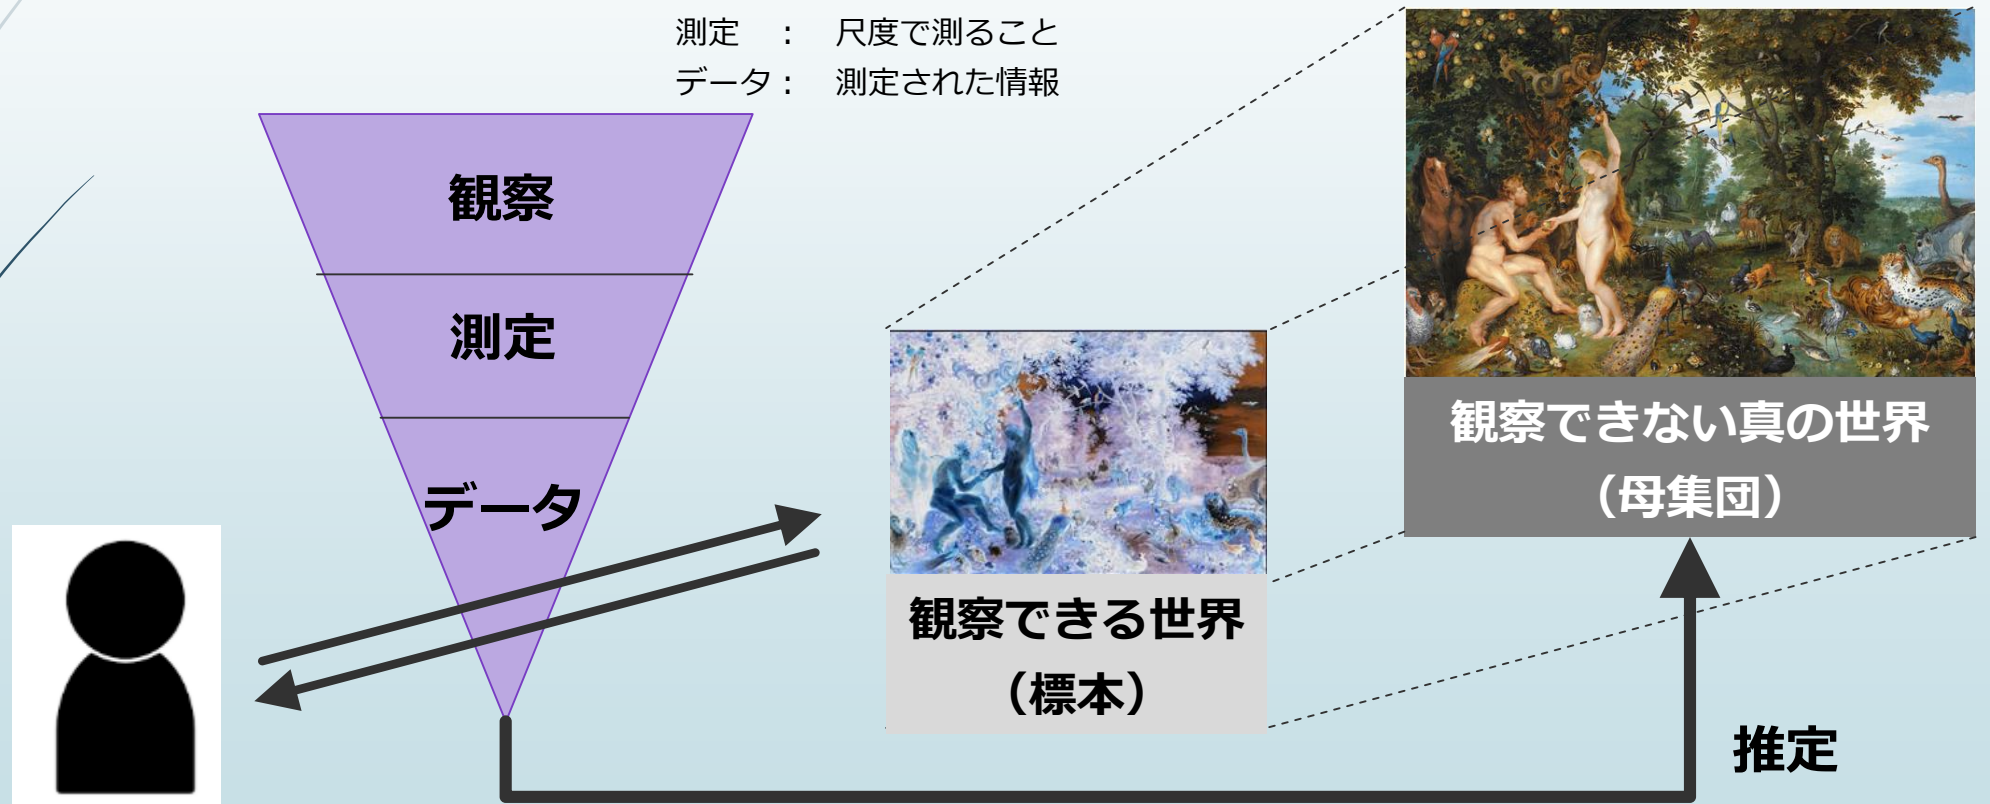 測定　：　尺度で測ること
データ：　測定された情報
観察
測定
データ
観察できる世界
（標本）
観察できない真の世界
（母集団）
推定